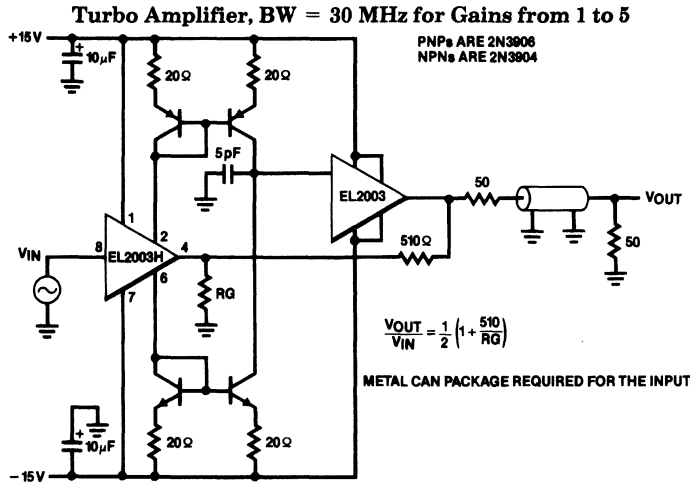 Turbo Amplifier, BW = 30 MHz for Gains from 1 to 5
+15V
+
10µF
20Ω
20Ω
PNPs ARE 2N3906
NPNs ARE 2N3904
5pF
EL2003
50
VOUT
50
510Ω
1
2
VIN
8
EL2003H
4
6
7
RG
VOUT/VIN = 1/2 (1 + 510/RG)
METAL CAN PACKAGE REQUIRED FOR THE INPUT
+
10µF
20Ω
20Ω
−15V